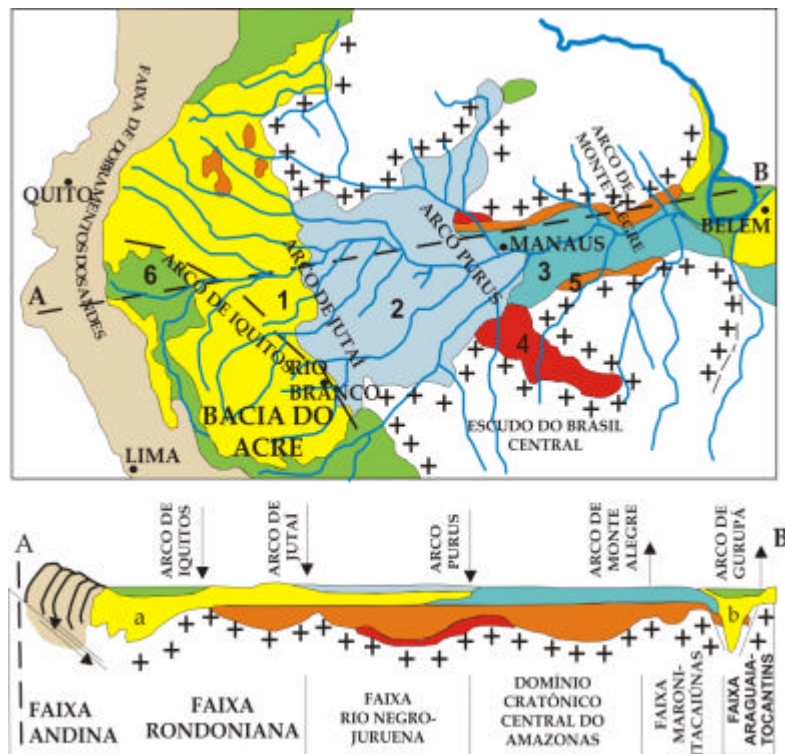 FAIXA DE DOBRAMENTOS DOS ANDES
QUITO
A
6
ARCO DE IQUITOS
1
ARCO DE JUTAÍ
2
ARCO PURUS
MANAUS
ARCO DE
MONTE ALEGRE
B
BELÉM
3
5
4
RIO
BRANCO
BACIA DO
ACRE
LIMA
ESCUDO DO BRASIL
CENTRAL
A
ARCO DE
IQUITOS
ARCO DE
JUTAÍ
ARCO
PURUS
ARCO DE
MONTE
ALEGRE
ARCO DE
GURUPÁ
B
a
b
FAIXA
ANDINA
FAIXA
RONDONIANA
FAIXA
RIO NEGRO-
JURUENA
DOMÍNIO
CRATÔNICO
CENTRAL DO
AMAZONAS
FAIXA
MARONI-
ITACAIÚNAS
FAIXA
ARAGUAIA-
TOCANTINS